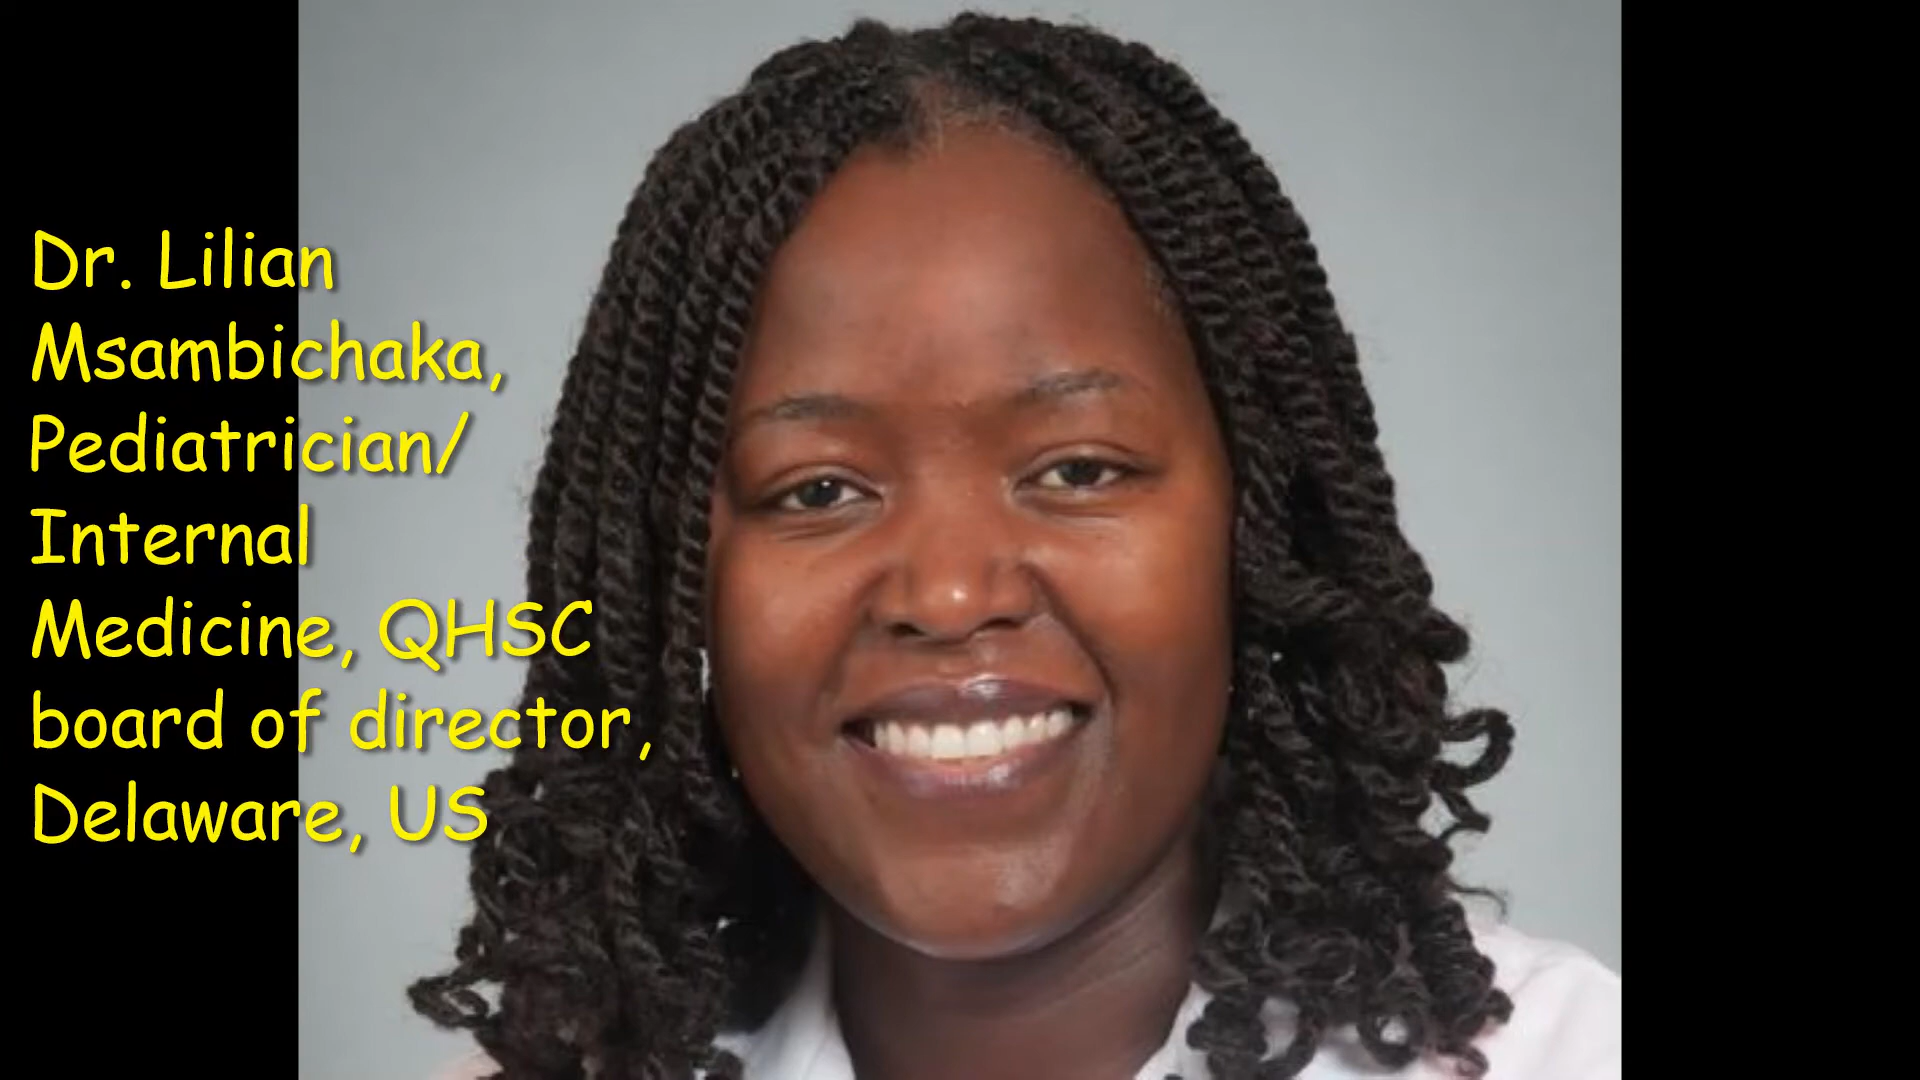 Dr. Lilian
Msambichaka,
Pediatrician/
Internal
Medicine, QHSC
board of director,
Delaware, US